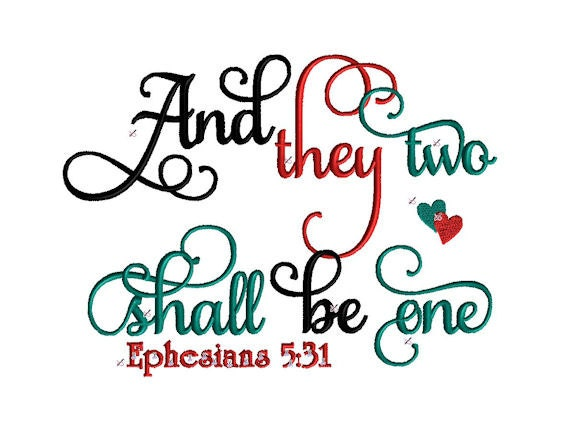 And they two
shall be one
Ephesians 5:31